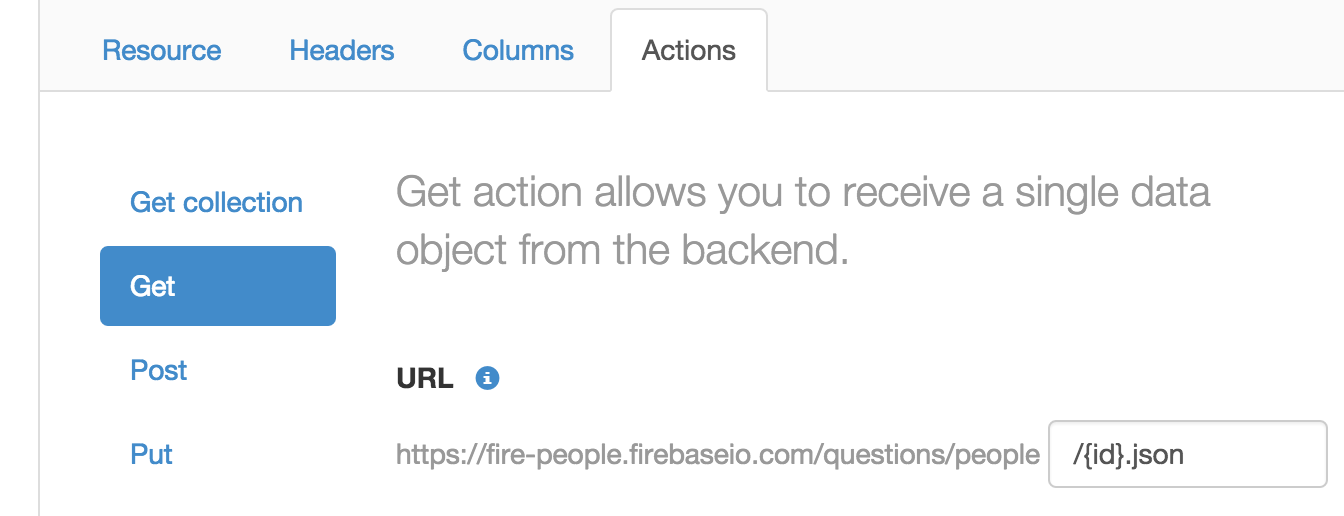 Resource Headers Columns Actions
Get collection
Get
Post
Put
Get action allows you to receive a single data
object from the backend.
URL
https://fire-people.firebaseio.com/questions/people /{id}.json